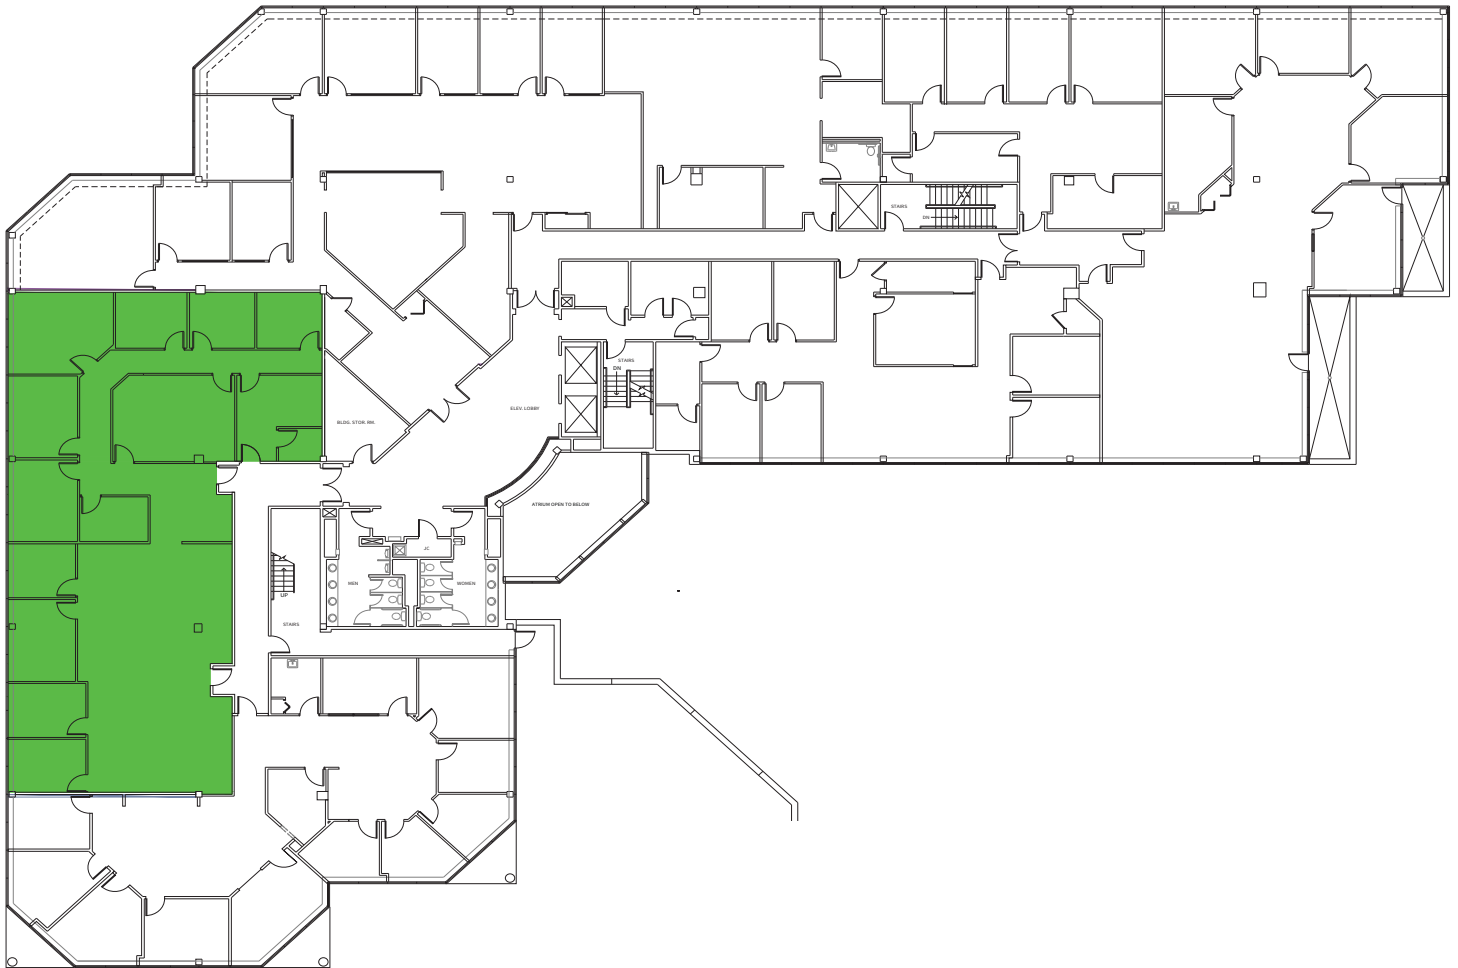 STAIRS
DN
STAIRS
DN
ELEV. LOBBY
BLDG. STOR. RM.
ATRIUM OPEN TO BELOW
JC
MEN
WOMEN
UP
STAIRS